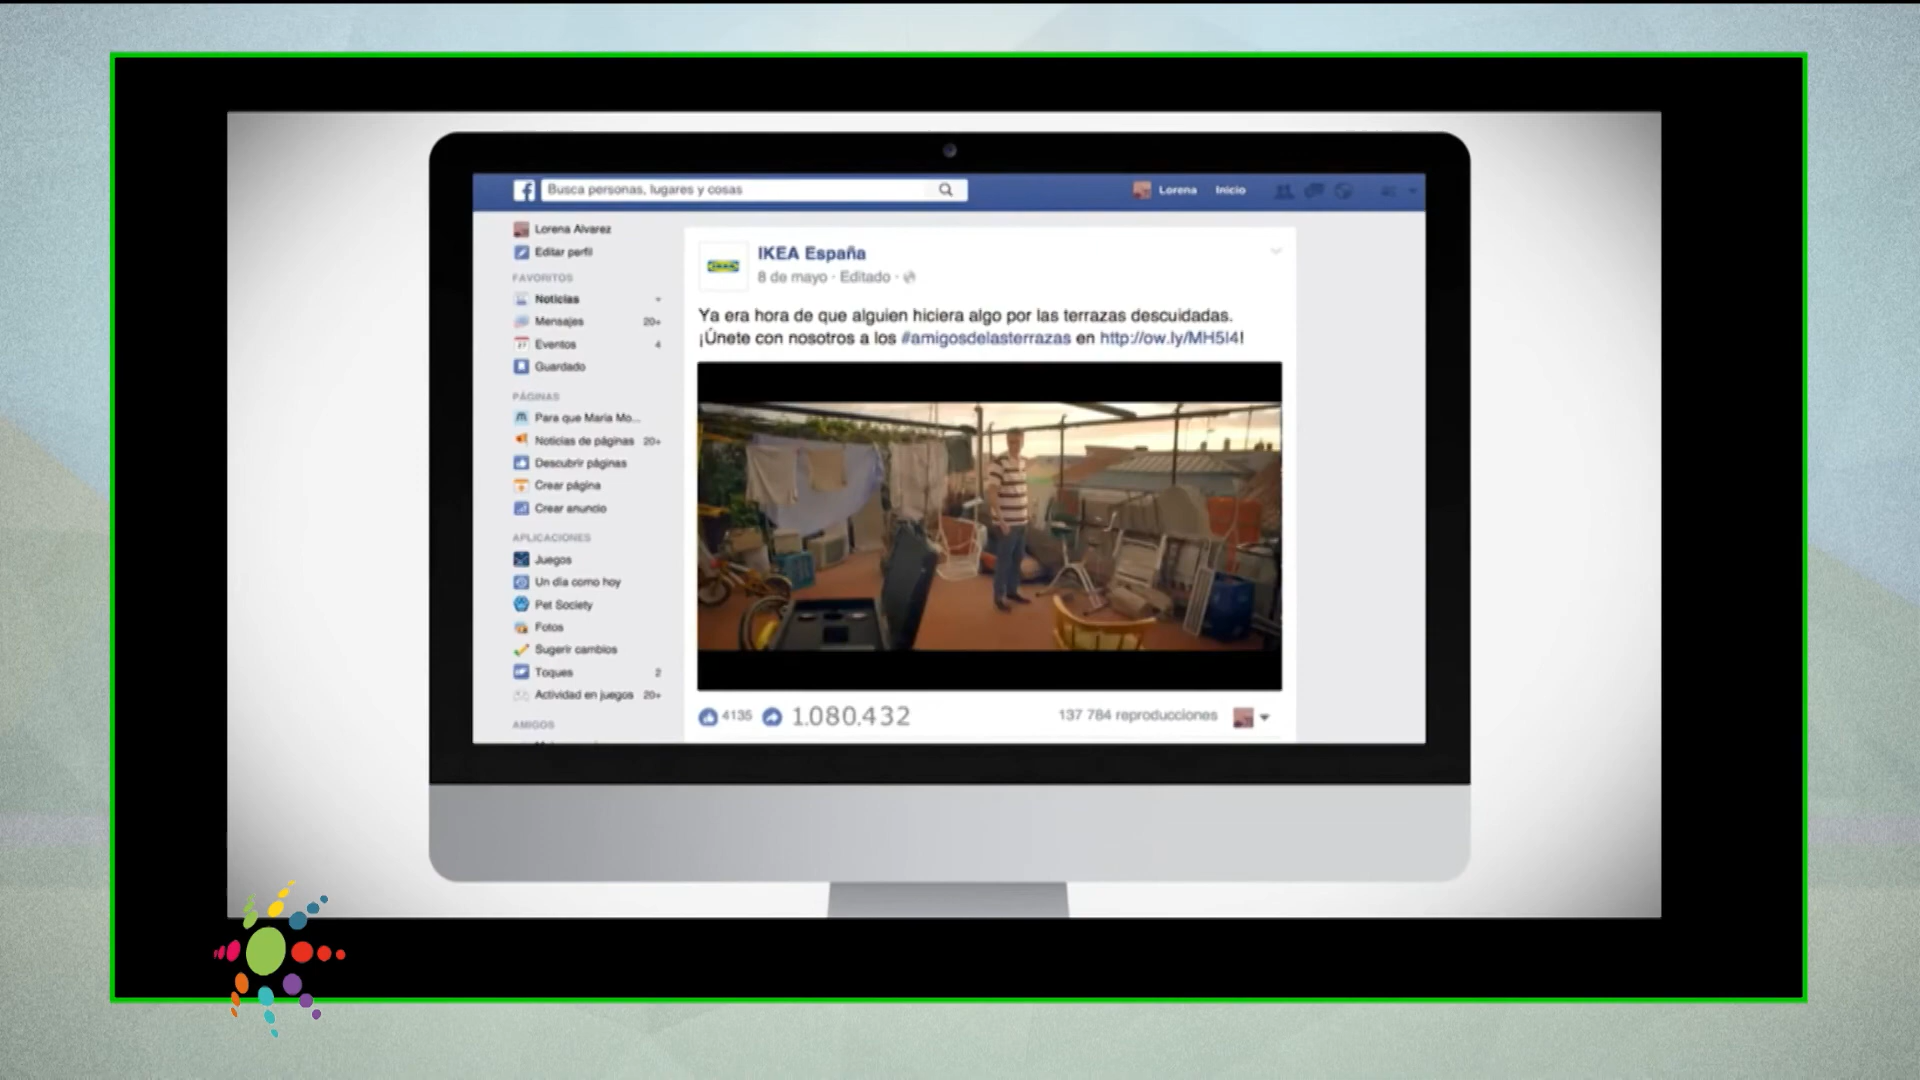 Busca personas, lugares y cosas
Lorena Inicio
Lorena Alvarez
Editar perfil
FAVORITOS
Noticias
Mensajes 20+
Eventos 4
Guardado
PÁGINAS
Para que Maria Mo...
Noticias de páginas 20+
Descubrir páginas
Crear página
Crear anuncio
APLICACIONES
Juegos
Un día como hoy
Pet Society
Fotos
Sugerir cambios
Toques 2
Actividad en juegos 20+
AMIGOS
IKEA
IKEA España
8 de mayo · Editado ·
Ya era hora de que alguien hiciera algo por las terrazas descuidadas.
¡Únete con nosotros a los #amigosdelasterrazas en http://ow.ly/MH5I4!
4135 1.080.432 137 784 reproducciones